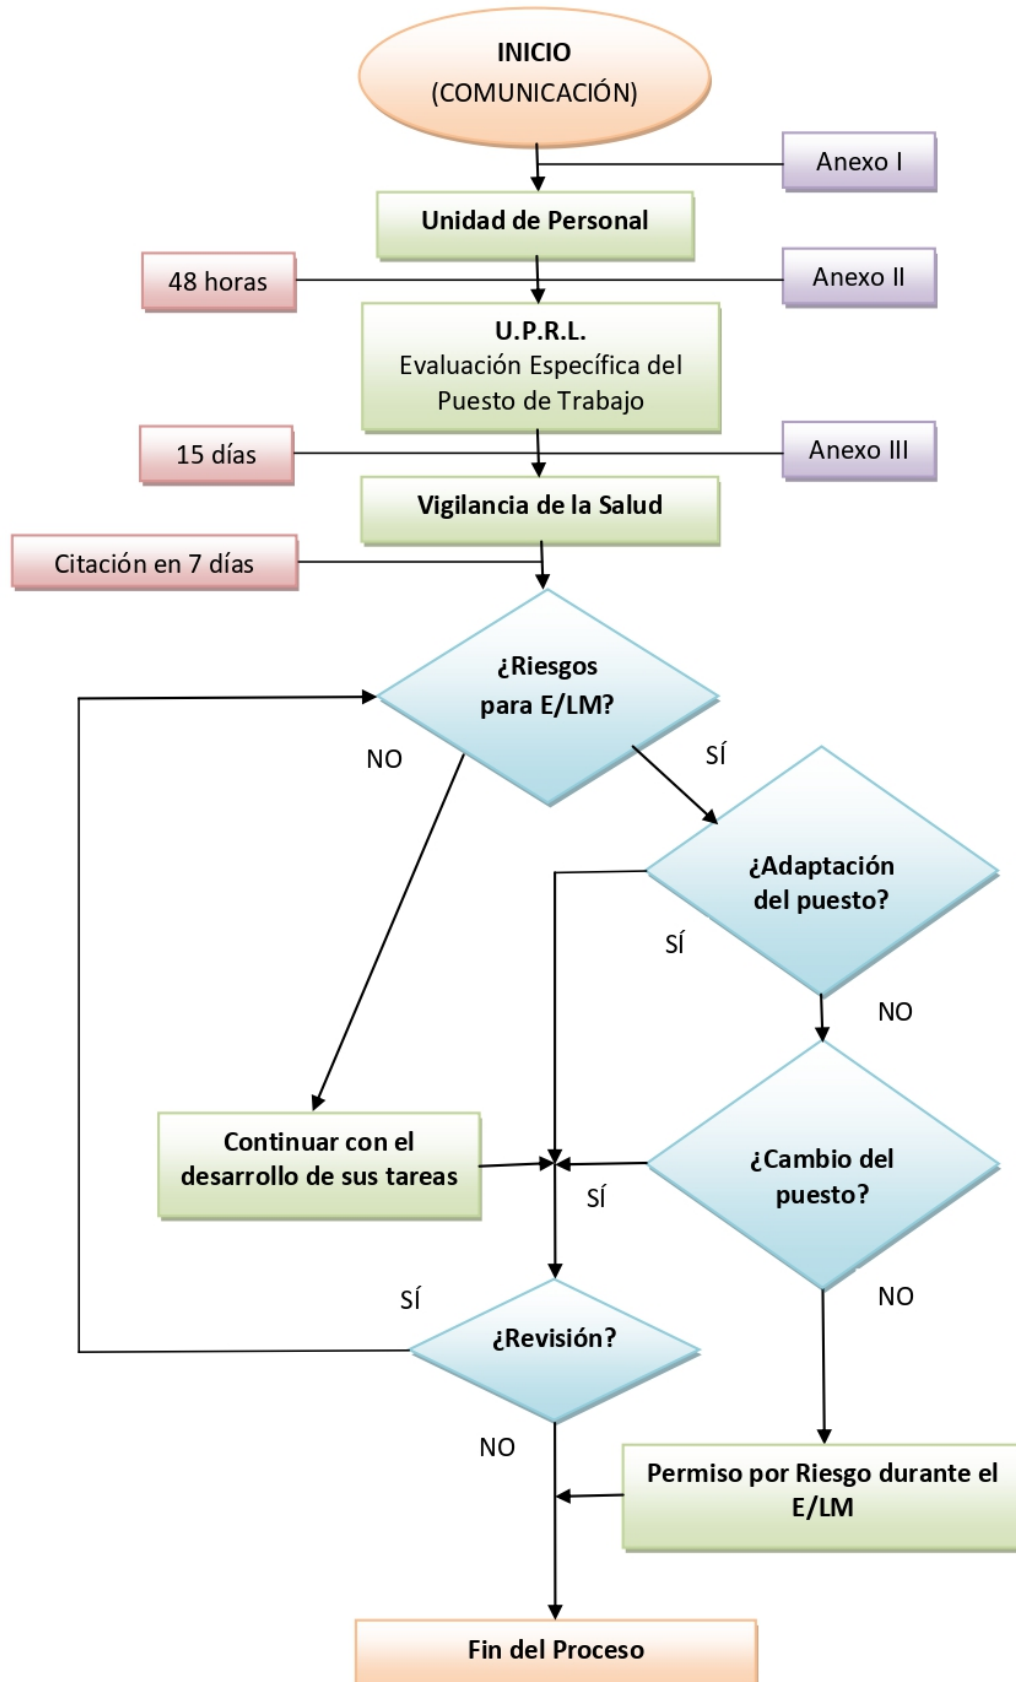 INICIO
(COMUNICACIÓN)
Anexo I
Unidad de Personal
48 horas
Anexo II
U.P.R.L.
Evaluación Específica del
Puesto de Trabajo
15 días
Anexo III
Vigilancia de la Salud
Citación en 7 días
¿Riesgos
para E/LM?
NO
SÍ
¿Adaptación
del puesto?
SÍ
NO
Continuar con el
desarrollo de sus tareas
¿Cambio del
puesto?
SÍ
NO
SÍ
¿Revisión?
NO
Permiso por Riesgo durante el
E/LM
Fin del Proceso